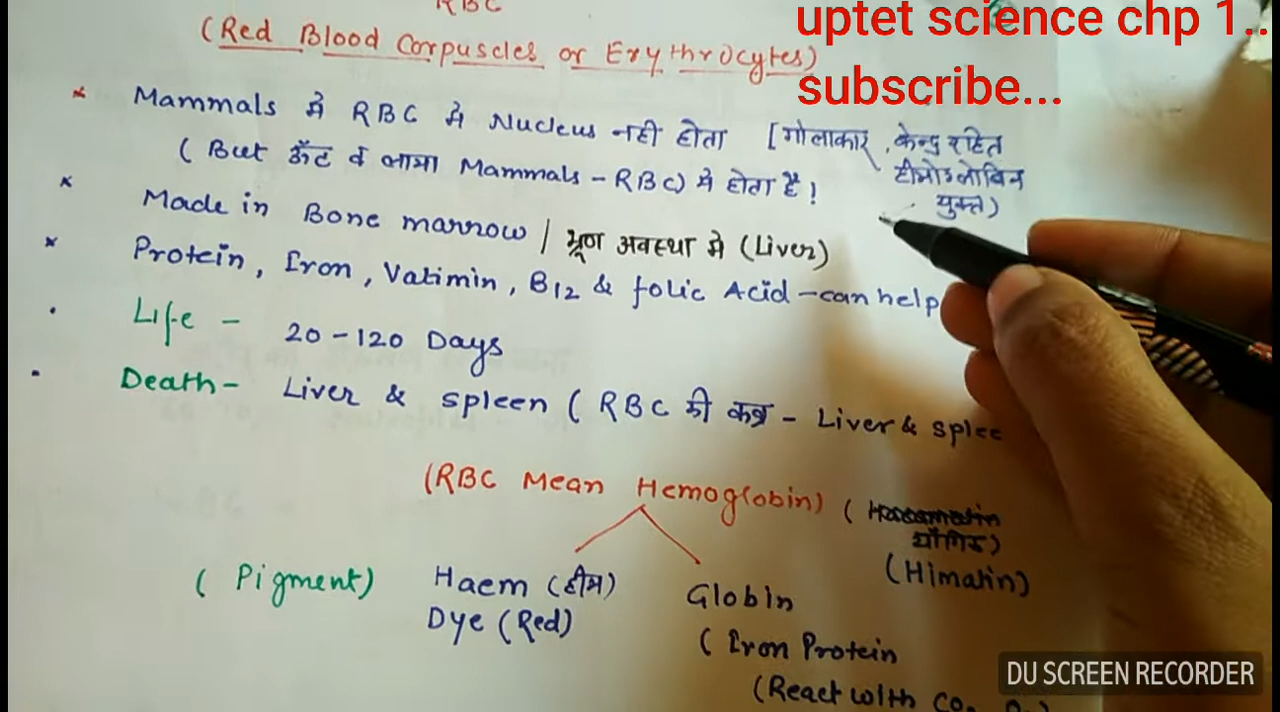 RBC
uptet science chp 1..
subscribe...
(Red Blood Corpuscles or Erythrocytes)
* Mammals मे RBC मे Nucleus नही होता [गोलाकार, केन्द्र रहित
हीमोग्लोबिन
युक्त)
(But ऊँट व लामा Mammals - RBC) मे होता है!
x Made in Bone marrow / भ्रूण अवस्था मे (Liver)
x Protein, Iron, Vatimin, B12 & folic Acid - can help
. Life - 20 - 120 Days
. Death - Liver & spleen ( RBC की कब्र - Liver & splee
(RBC Mean Hemoglobin) (
यौगिक)
(Himatin)
( Pigment) Haem (हीम) Globin
Dye (Red)
( Iron Protein
(React with CO2 O2)
DU SCREEN RECORDER